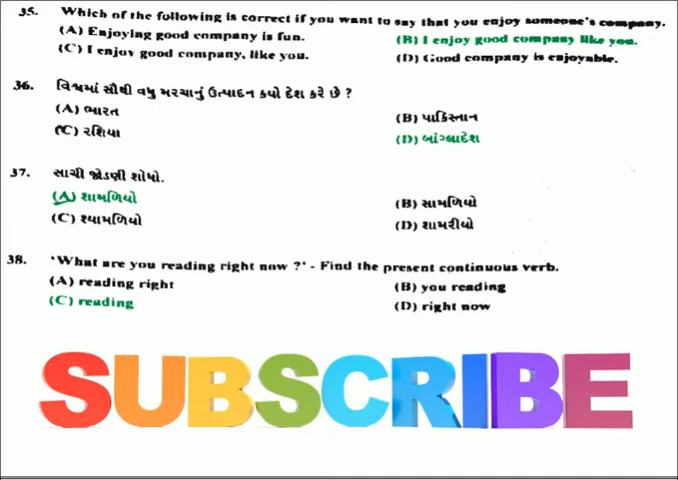 35. Which of the following is correct if you want to say that you enjoy someone's company.
(A) Enjoying good company is fun. (B) I enjoy good company like you.
(C) I enjoy good company, like you. (D) Good company is enjoyable.
36. વિશ્વમાં સૌથી વધુ મરચાનું ઉત્પાદન કયો દેશ કરે છે ?
(A) ભારત (B) પાકિસ્તાન
(C) રશિયા (D) બાંગ્લાદેશ
37. સાચી જોડણી શોધો.
(A) શામળિયો (B) સામળિયો
(C) શ્યામળિયો (D) શામરીયો
38. 'What are you reading right now ?' - Find the present continuous verb.
(A) reading right (B) you reading
(C) reading (D) right now
SUBSCRIBE